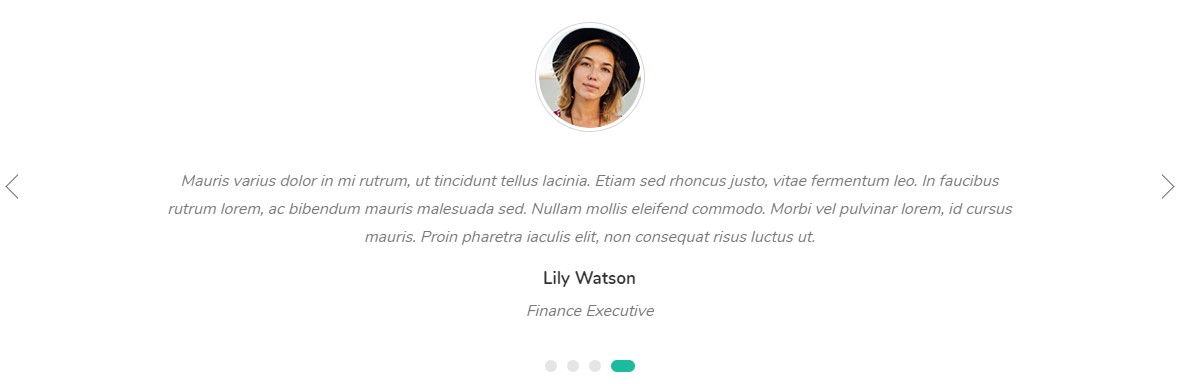 Mauris varius dolor in mi rutrum, ut tincidunt tellus lacinia. Etiam sed rhoncus justo, vitae fermentum leo. In faucibus
rutrum lorem, ac bibendum mauris malesuada sed. Nullam mollis eleifend commodo. Morbi vel pulvinar lorem, id cursus
mauris. Proin pharetra iaculis elit, non consequat risus luctus ut.
Lily Watson
Finance Executive